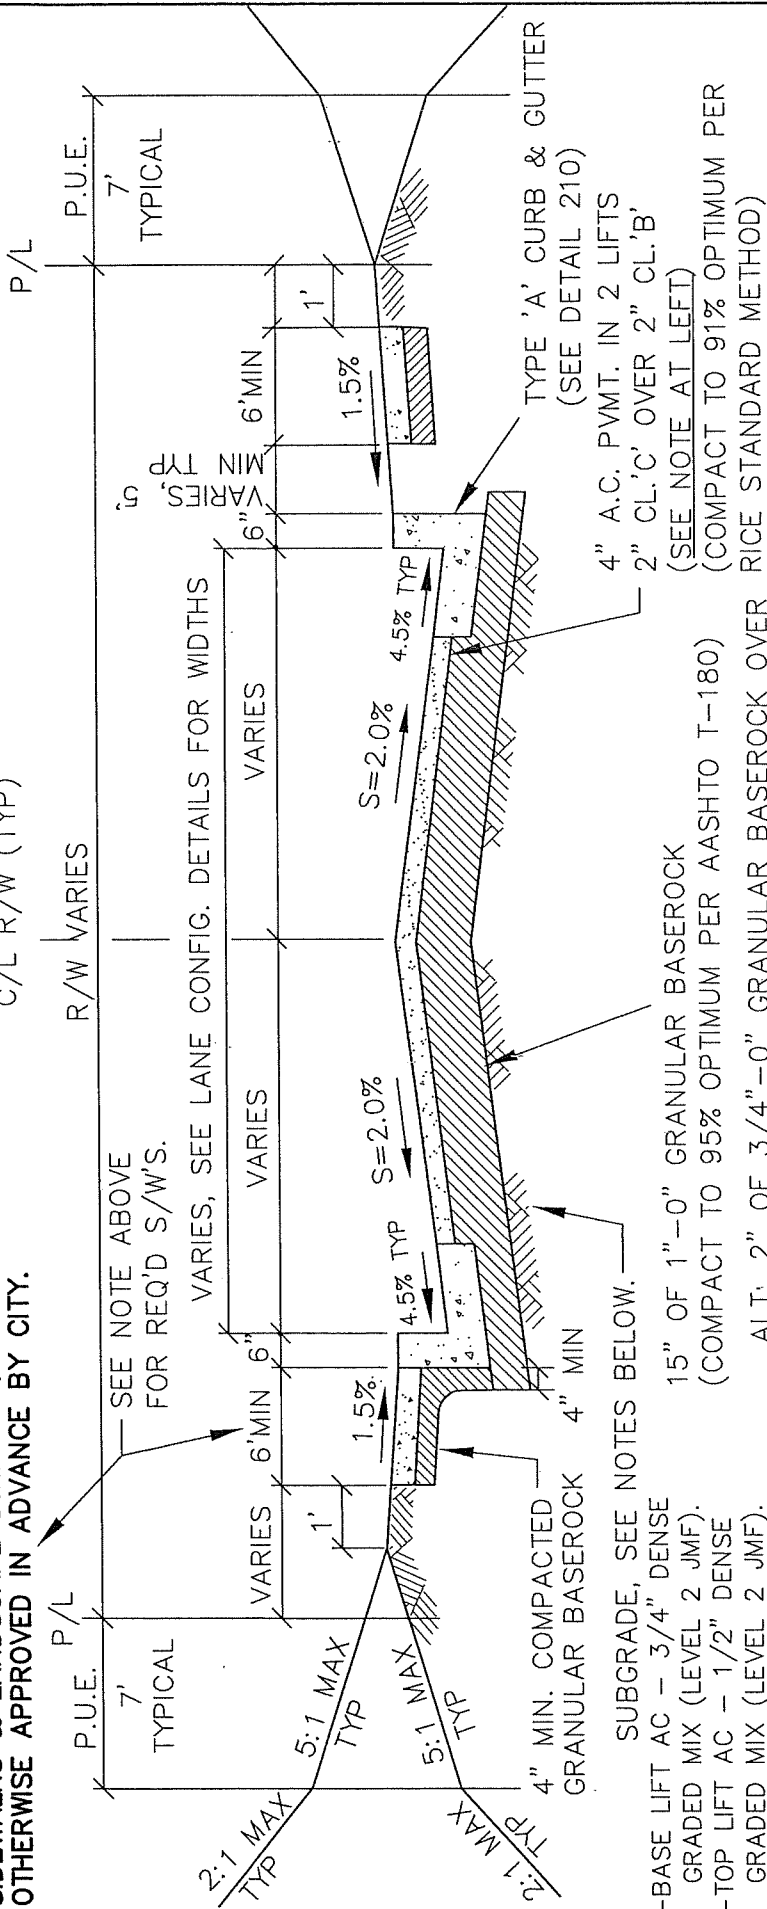 OTHERWISE APPROVED IN ADVANCE BY CITY.
C/L R/W (TYP)
R/W VARIES
P/L
P.U.E.
7'
TYPICAL
P/L
P.U.E.
7'
TYPICAL
SEE NOTE ABOVE
FOR REQ'D S/W'S.
VARIES, SEE LANE CONFIG. DETAILS FOR WIDTHS
VARIES
6'MIN
6"
VARIES
VARIES
6"
VARIES, 5'
MIN TYP
6'MIN
1'
1'
2:1 MAX
TYP
5:1 MAX
TYP
5:1 MAX
TYP
2:1 MAX
TYP
1.5%
4.5% TYP
S=2.0%
S=2.0%
4.5% TYP
1.5%
4" MIN. COMPACTED
GRANULAR BASEROCK
4" MIN
SUBGRADE, SEE NOTES BELOW.
-BASE LIFT AC - 3/4" DENSE
GRADED MIX (LEVEL 2 JMF).
-TOP LIFT AC - 1/2" DENSE
GRADED MIX (LEVEL 2 JMF).
15" OF 1"-0" GRANULAR BASEROCK
(COMPACT TO 95% OPTIMUM PER AASHTO T-180)
ALT: 2" OF 3/4"-0" GRANULAR BASEROCK OVER
TYPE 'A' CURB & GUTTER
(SEE DETAIL 210)
4" A.C. PVMT. IN 2 LIFTS
2" CL.'C' OVER 2" CL.'B'
(SEE NOTE AT LEFT)
(COMPACT TO 91% OPTIMUM PER
RICE STANDARD METHOD)